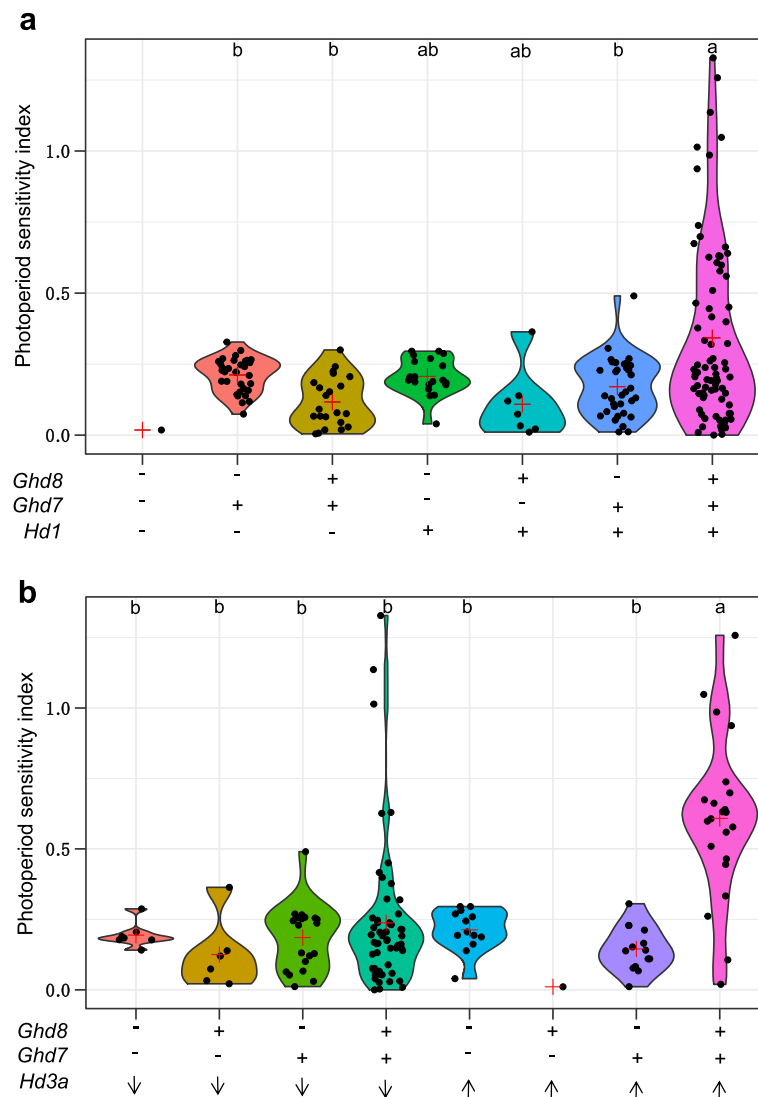 a
b b ab ab b a
Photoperiod sensitivity index
1.0
0.5
0.0
Ghd8 - - + - + - +
Ghd7 - + + - - + +
Hd1 - - - + + + +
b
b b b b b b a
Photoperiod sensitivity index
1.0
0.5
0.0
Ghd8 - + - + - + - +
Ghd7 - - + + - - + +
Hd3a ↓ ↓ ↓ ↓ ↑ ↑ ↑ ↑